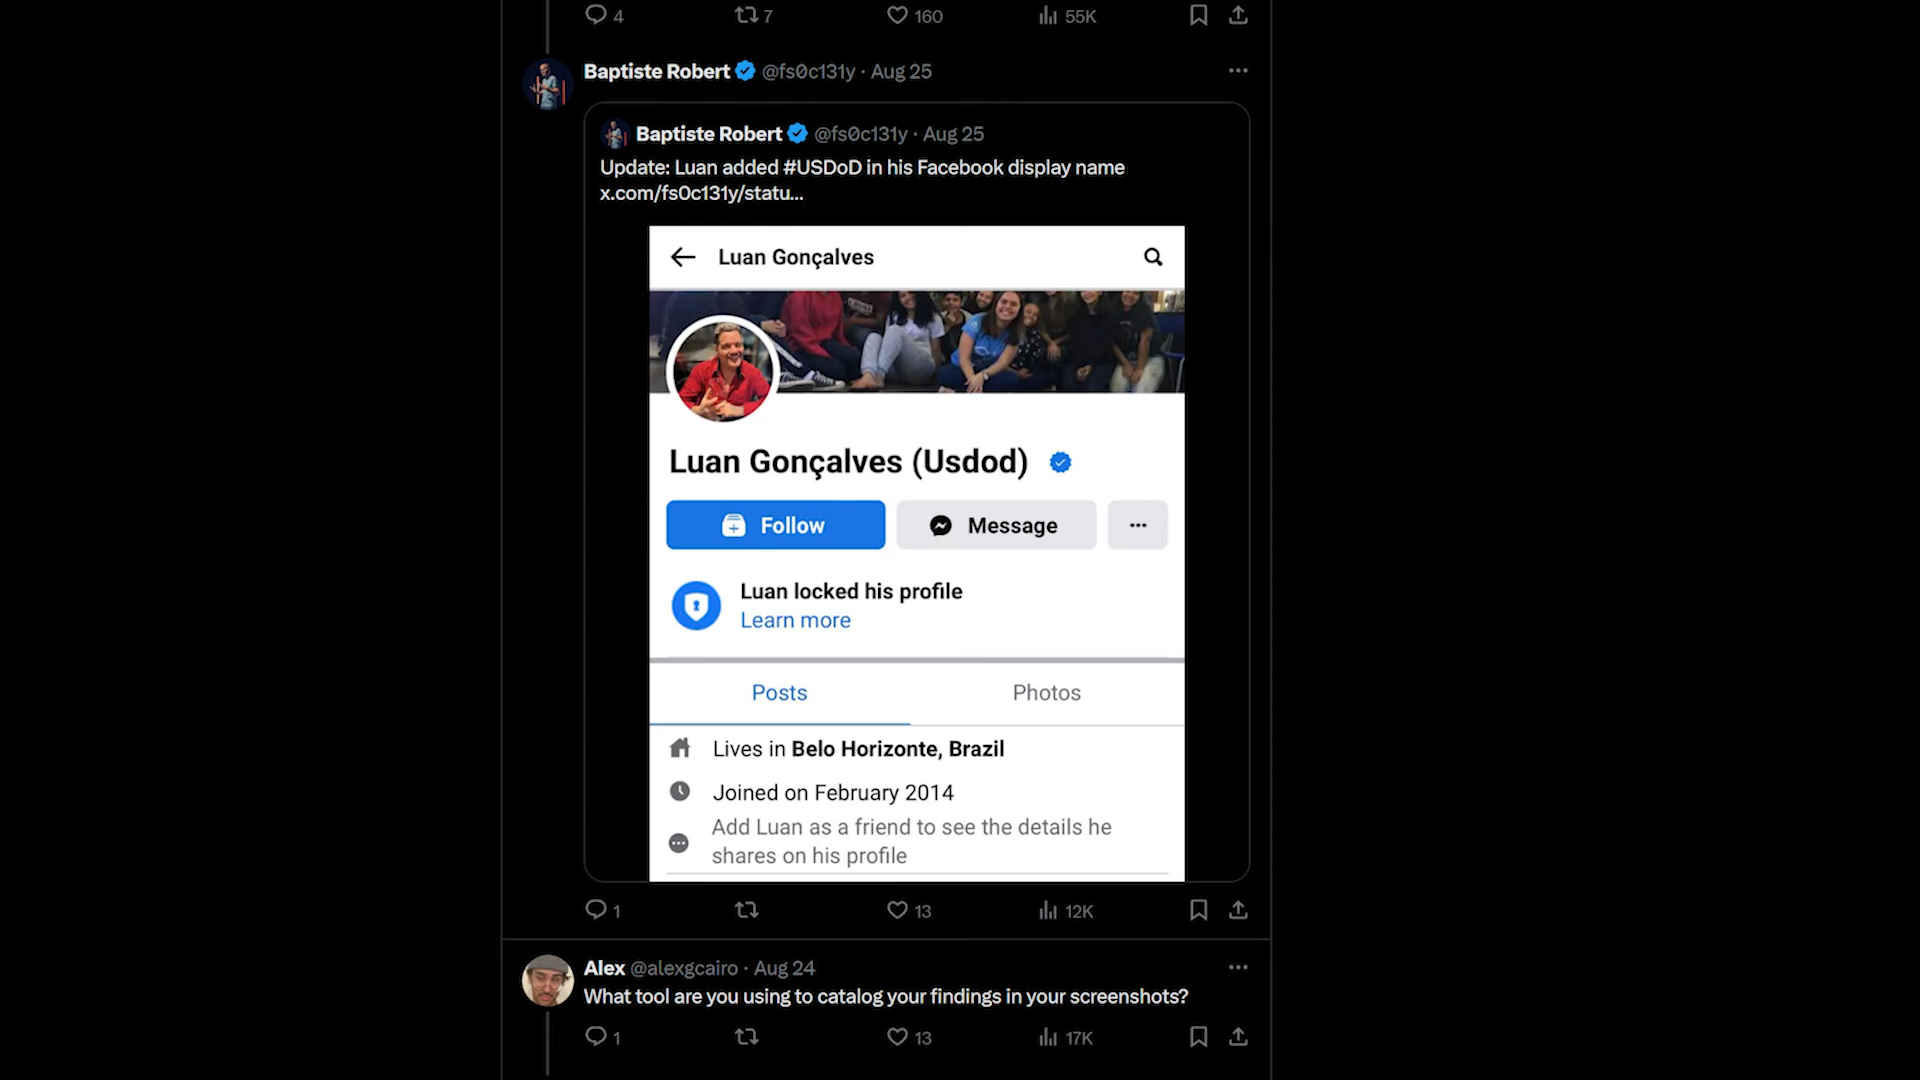 4 7 160 55K
Baptiste Robert @fs0c131y · Aug 25
Baptiste Robert @fs0c131y · Aug 25
Update: Luan added #USDoD in his Facebook display name
x.com/fs0c131y/statu...
Luan Gonçalves
Luan Gonçalves (Usdod)
Follow Message
Luan locked his profile
Learn more
Posts Photos
Lives in Belo Horizonte, Brazil
Joined on February 2014
Add Luan as a friend to see the details he
shares on his profile
1 13 12K
Alex @alexgcairo · Aug 24
What tool are you using to catalog your findings in your screenshots?
1 13 17K